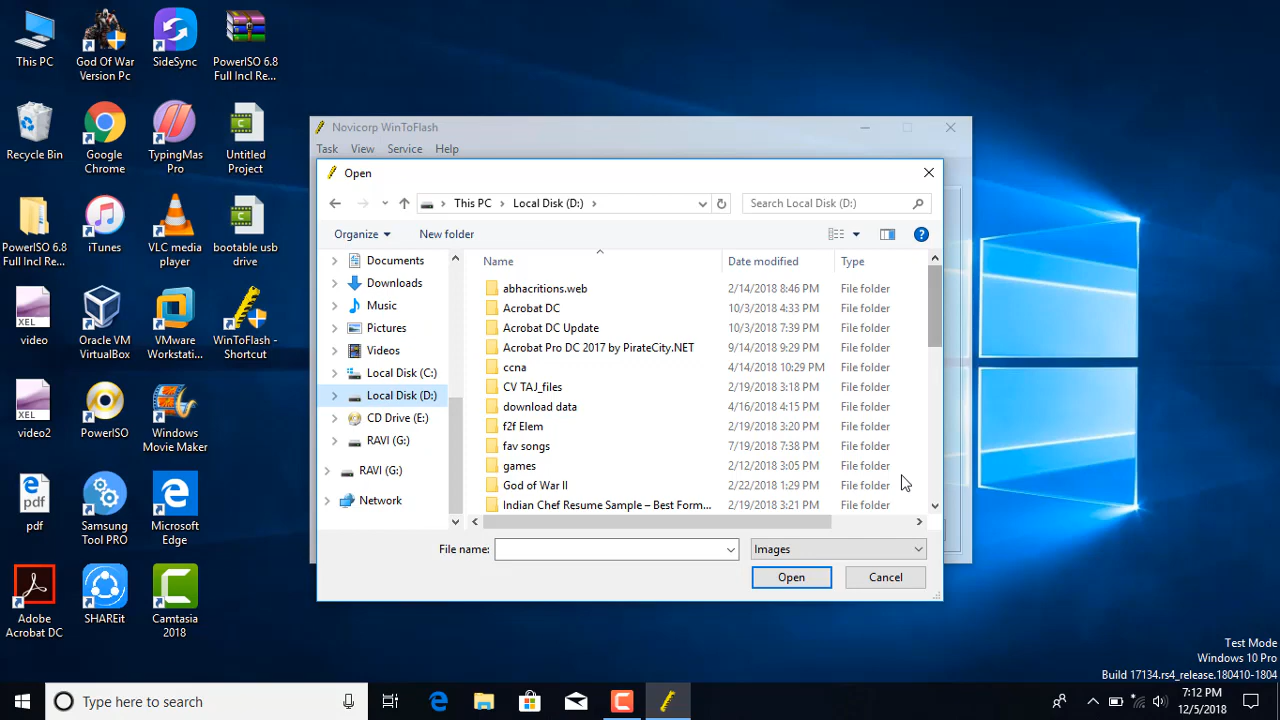 This PC
God Of War
Version Pc
SideSync
PowerISO 6.8
Full Incl Re...
Recycle Bin
Google
Chrome
TypingMas
Pro
Untitled
Project
PowerISO 6.8
Full Incl Re...
iTunes
VLC media
player
bootable usb
drive
XEL
video
Oracle VM
VirtualBox
VMware
Workstati...
WinToFlash -
Shortcut
XEL
video2
PowerISO
Windows
Movie Maker
pdf
Samsung
Tool PRO
Microsoft
Edge
Adobe
Acrobat DC
SHAREit
Camtasia
2018
Novicorp WinToFlash
Task View Service Help
Open
This PC Local Disk (D:)
Search Local Disk (D:)
Organize New folder
Documents
Downloads
Music
Pictures
Videos
Local Disk (C:)
Local Disk (D:)
CD Drive (E:)
RAVI (G:)
RAVI (G:)
Network
Name Date modified Type
abhacritions.web 2/14/2018 8:46 PM File folder
Acrobat DC 10/3/2018 4:33 PM File folder
Acrobat DC Update 10/3/2018 7:39 PM File folder
Acrobat Pro DC 2017 by PirateCity.NET 9/14/2018 9:29 PM File folder
ccna 4/14/2018 10:29 PM File folder
CV TAJ_files 2/19/2018 3:18 PM File folder
download data 4/16/2018 4:15 PM File folder
f2f Elem 2/19/2018 3:20 PM File folder
fav songs 7/19/2018 7:38 PM File folder
games 2/12/2018 3:05 PM File folder
God of War II 2/22/2018 1:29 PM File folder
Indian Chef Resume Sample – Best Form... 2/19/2018 3:21 PM File folder
File name: Images
Open Cancel
Test Mode
Windows 10 Pro
Build 17134.rs4_release.180410-1804
Type here to search
7:12 PM
12/5/2018